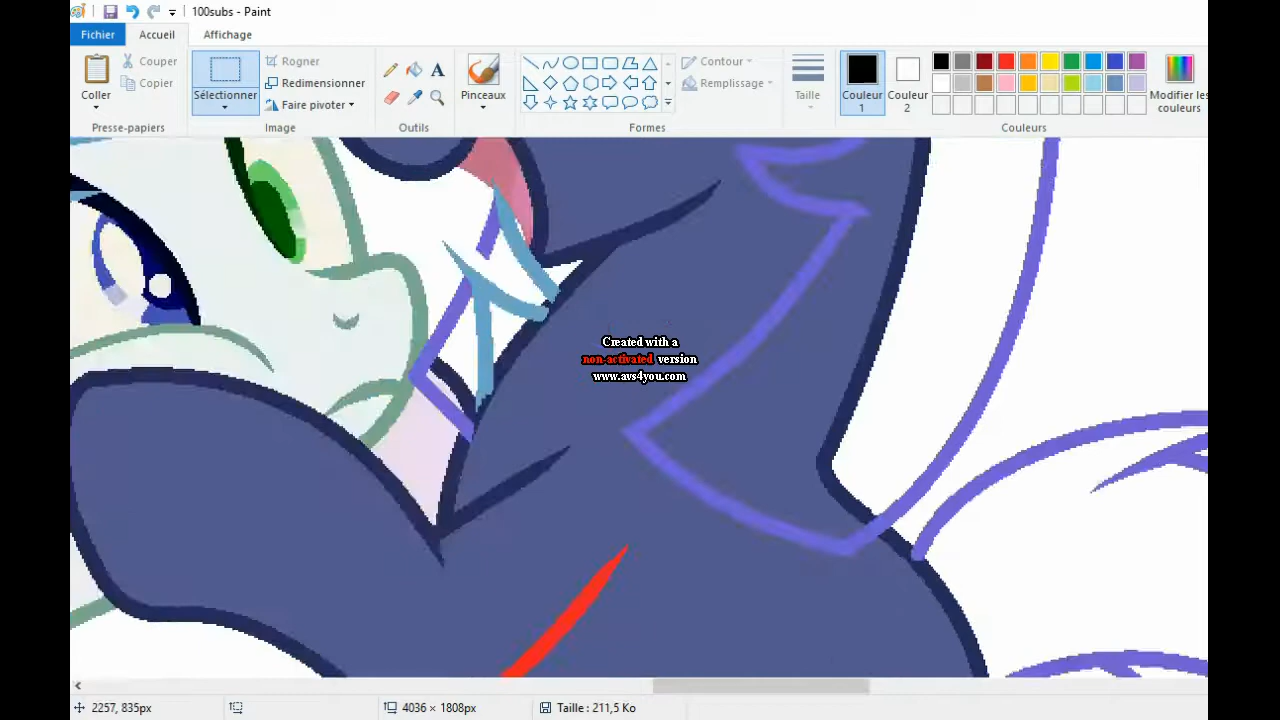 100subs - Paint
Fichier Accueil Affichage
Coller
Couper
Copier
Presse-papiers
Sélectionner
Rogner
Redimensionner
Faire pivoter
Image
A
Outils
Pinceaux
Contour
Remplissage
Formes
Taille
Couleur
1
Couleur
2
Modifier les
couleurs
Couleurs
Created with a
non-activated version
www.avs4you.com
2257, 835px
4036 × 1808px
Taille : 211,5 Ko